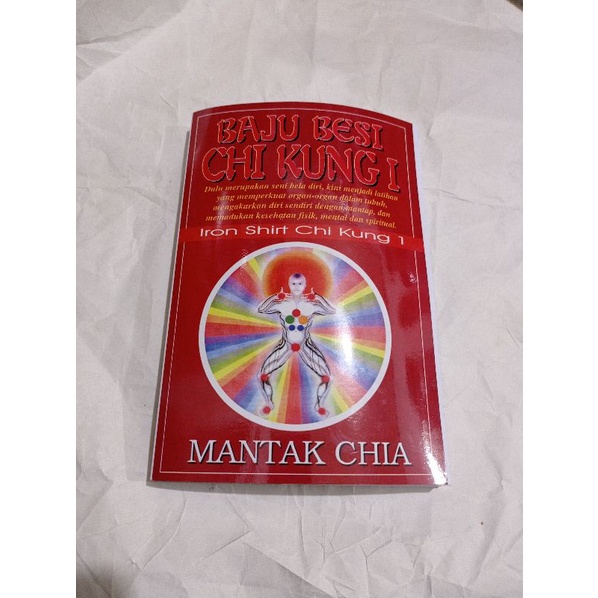 BAJU BESI
CHI KUNG I
Dulu merupakan seni bela diri, kini menjadi latihan
yang memperkuat organ-organ dalam tubuh,
mengakarkan diri sendiri dengan mantap, dan
memadukan kesehatan fisik, mental dan spiritual.
Iron Shirt Chi Kung 1
MANTAK CHIA